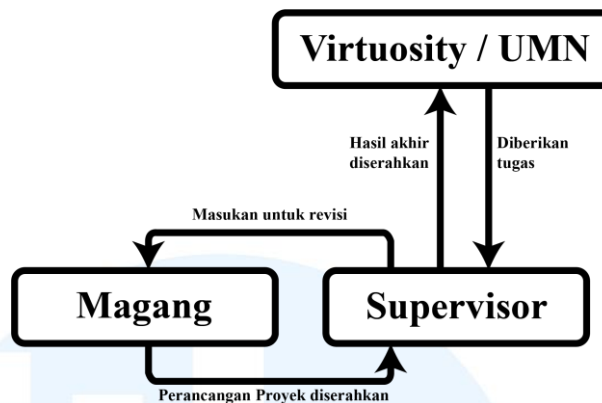 Virtuosity / UMN
Hasil akhir
diserahkan
Diberikan
tugas
Masukan untuk revisi
Magang
Supervisor
Perancangan Proyek diserahkan